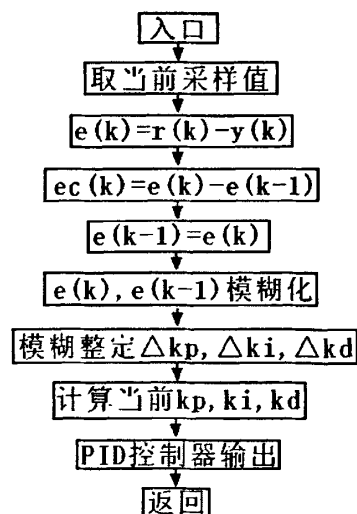 入口
取当前采样值
e(k)=r(k)-y(k)
ec(k)=e(k)-e(k-1)
e(k-1)=e(k)
e(k),e(k-1)模糊化
模糊整定△kp,△ki,△kd
计算当前kp,ki,kd
PID控制器输出
返回